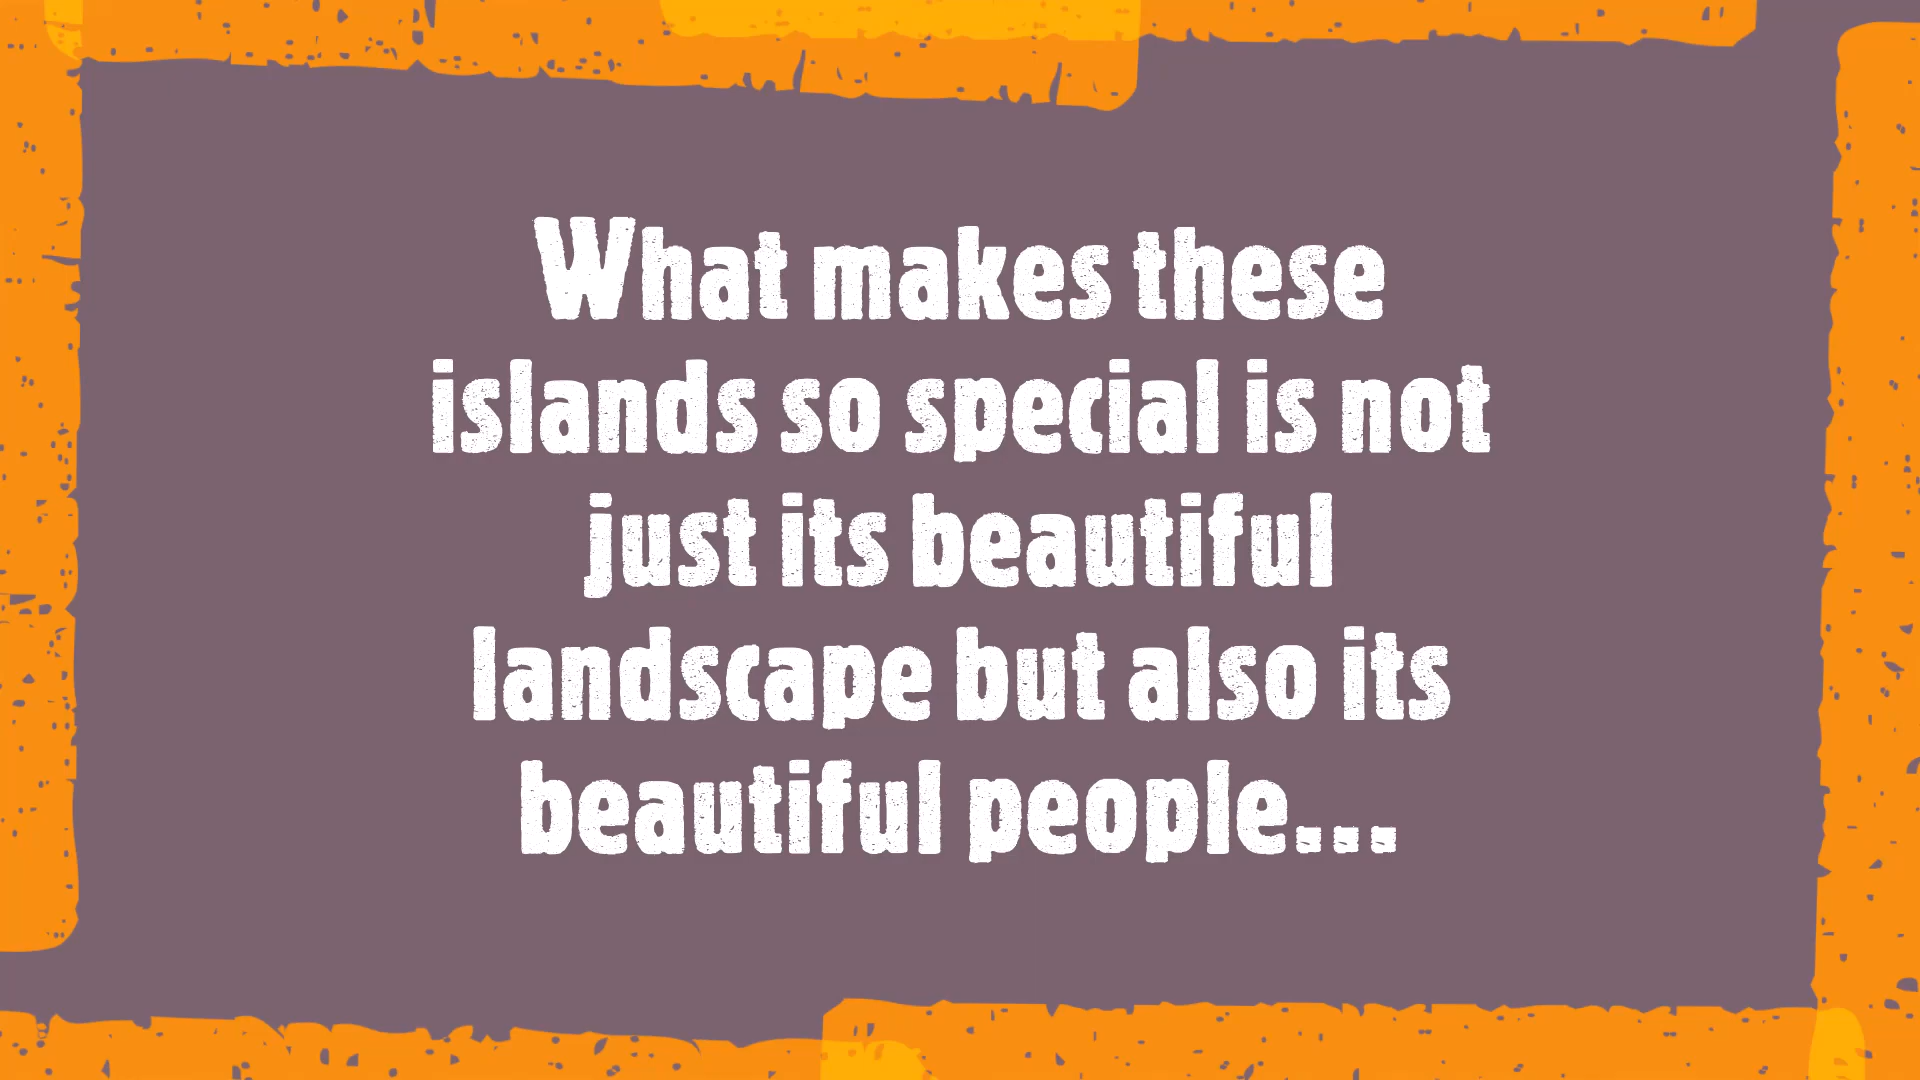 What makes these
islands so special is not
just its beautiful
landscape but also its
beautiful people...